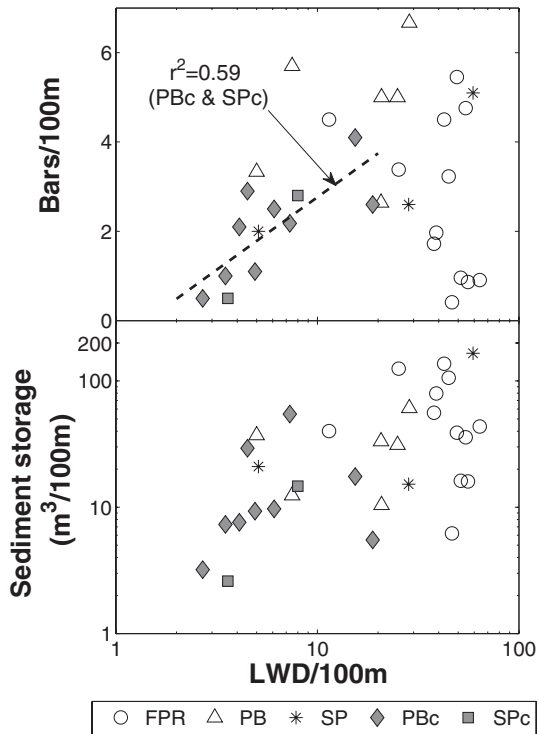 6
4
2
0
Bars/100m
r²=0.59
(PBc & SPc)
200
100
10
1
Sediment storage
(m³/100m)
1
10
100
LWD/100m
FPR
PB
SP
PBc
SPc